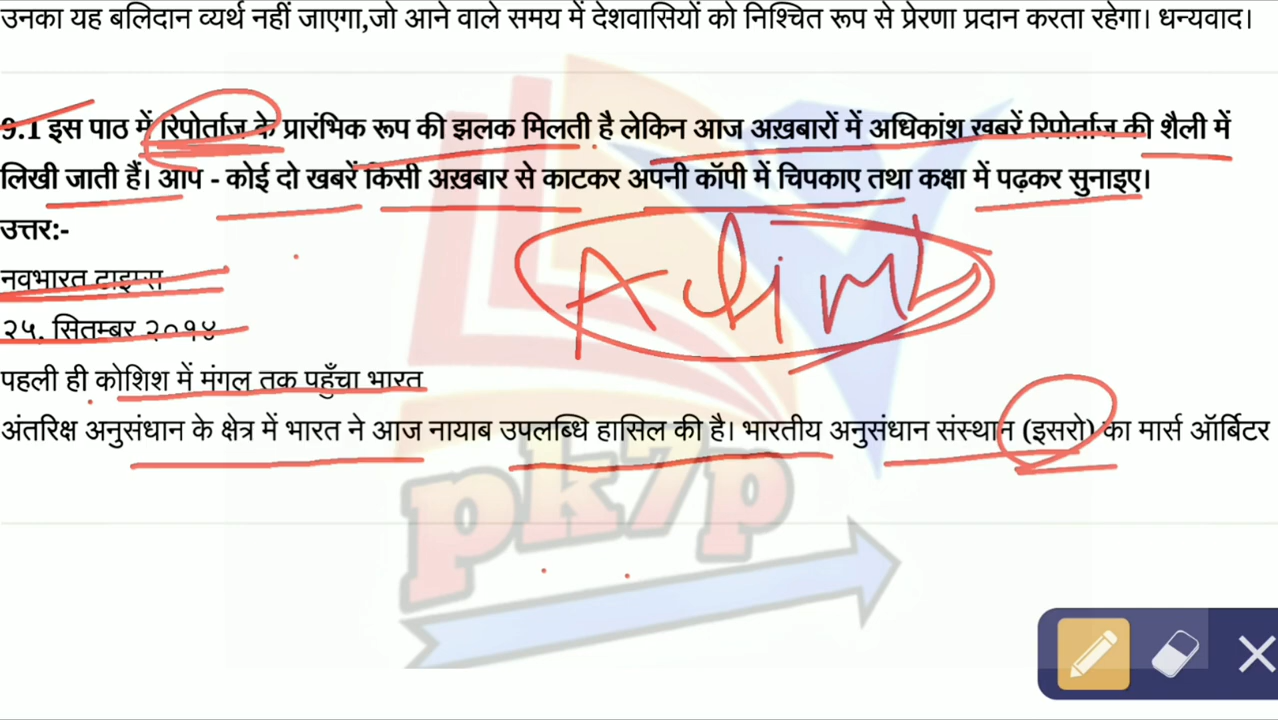 उनका यह बलिदान व्यर्थ नहीं जाएगा,जो आने वाले समय में देशवासियों को निश्चित रूप से प्रेरणा प्रदान करता रहेगा। धन्यवाद।
9.1 इस पाठ में रिपोर्ताज के प्रारंभिक रूप की झलक मिलती है लेकिन आज अख़बारों में अधिकांश खबरें रिपोर्ताज की शैली में
लिखी जाती हैं। आप - कोई दो खबरें किसी अख़बार से काटकर अपनी कॉपी में चिपकाए तथा कक्षा में पढ़कर सुनाइए।
उत्तर:-
नवभारत टाइम्स
२५, सितम्बर २०१४
पहली ही कोशिश में मंगल तक पहुँचा भारत
अंतरिक्ष अनुसंधान के क्षेत्र में भारत ने आज नायाब उपलब्धि हासिल की है। भारतीय अनुसंधान संस्थान (इसरो) का मार्स ऑर्बिटर
pk7p